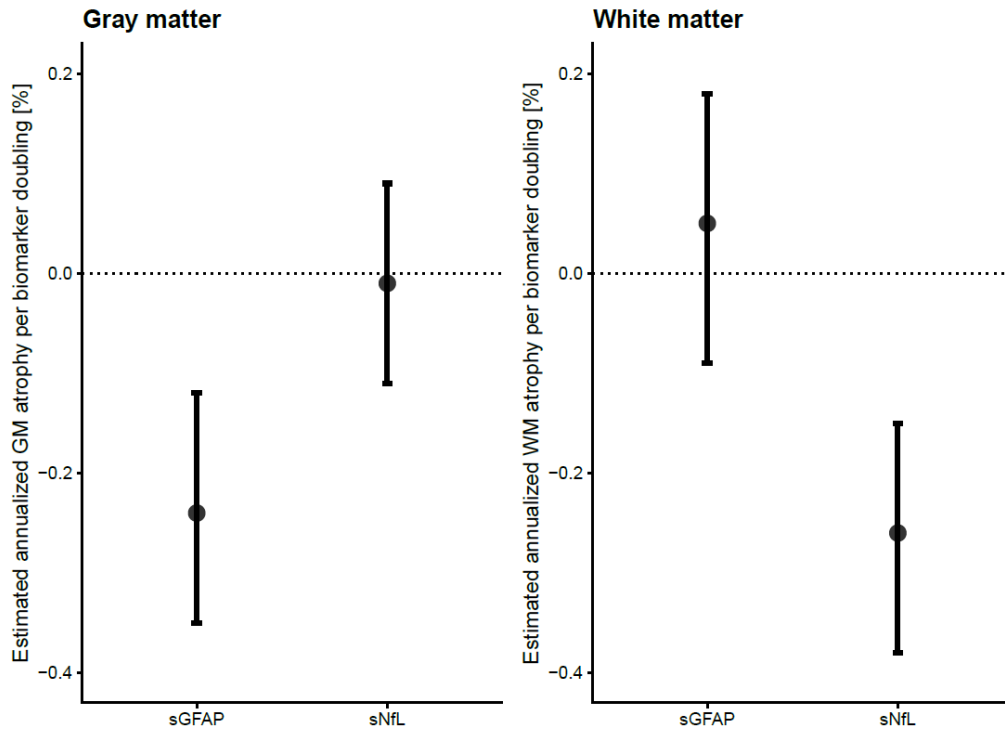 Gray matter
Estimated annualized GM atrophy per biomarker doubling [%]
0.2
0.0
−0.2
−0.4
sGFAP sNfL
White matter
Estimated annualized WM atrophy per biomarker doubling [%]
0.2
0.0
−0.2
−0.4
sGFAP sNfL